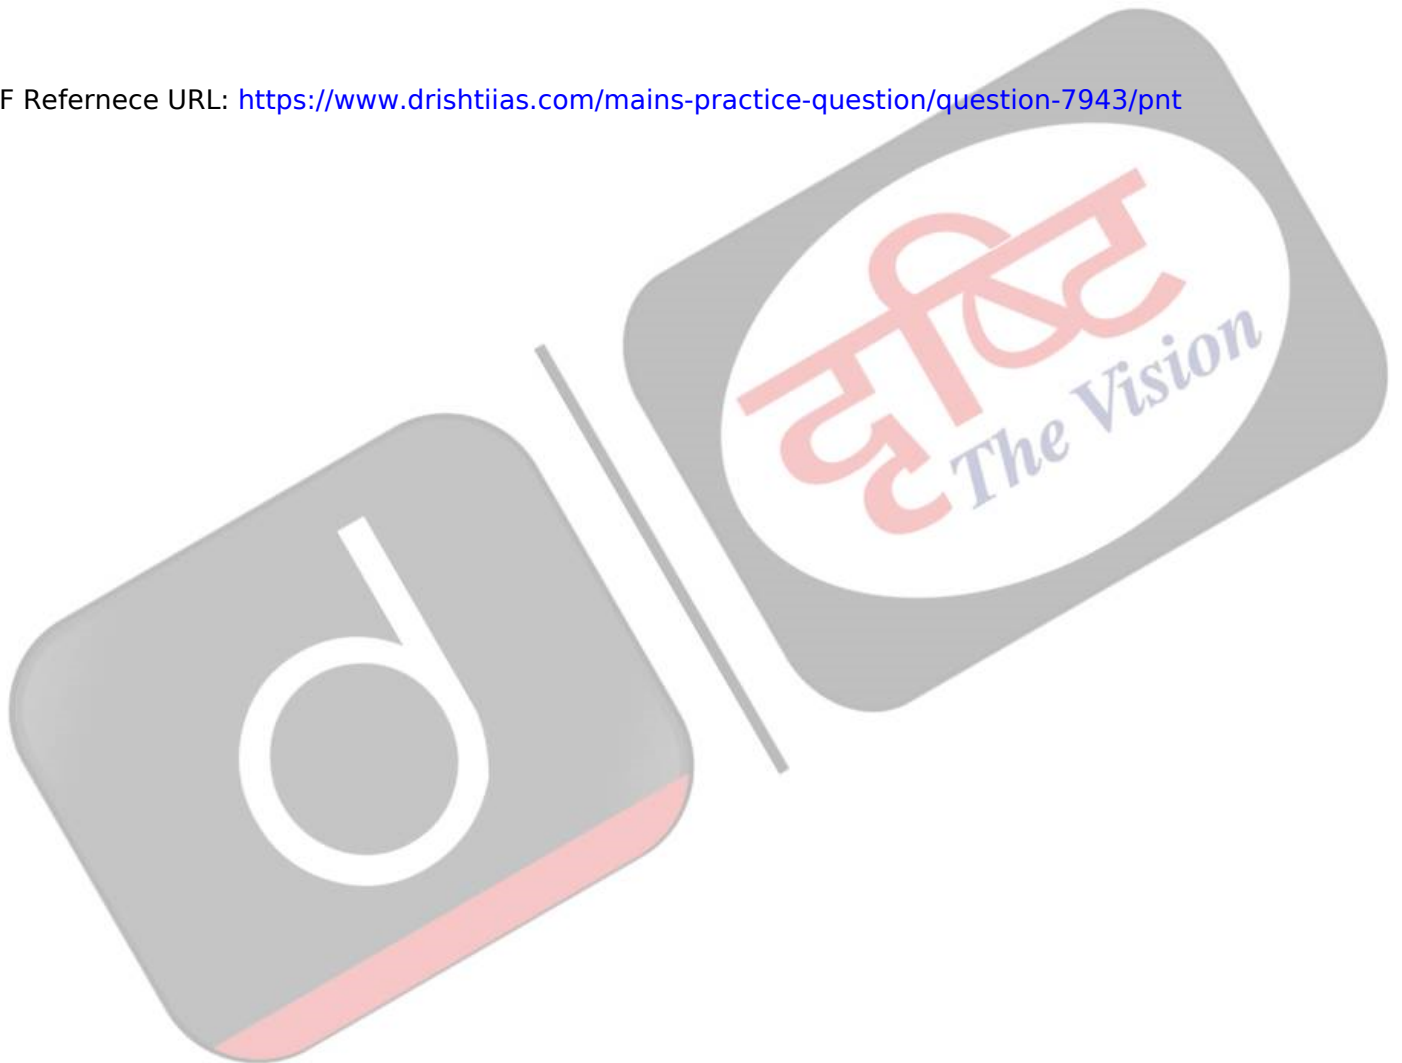 F Refernece URL: https://www.drishtiias.com/mains-practice-question/question-7943/pnt
दृष्टि
The Vision
d